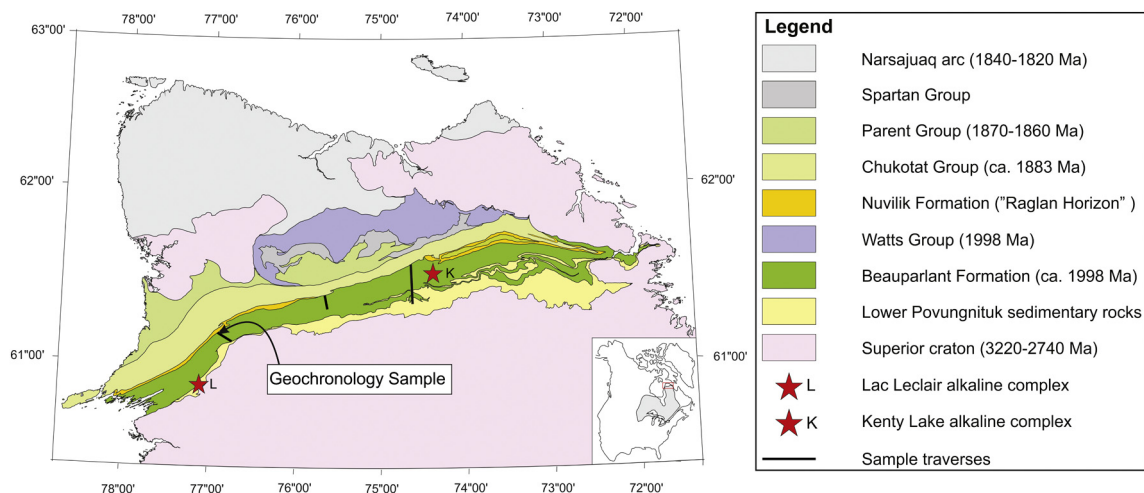 78°00" 77°00" 76°00" 75°00" 74°00" 73°00" 72°00"
63°00"
62°00"
62°00"
61°00"
61°00"
K
L
Geochronology Sample
78°00" 77°00" 76°00" 75°00" 74°00" 73°00" 72°00"
Legend
Narsajuaq arc (1840-1820 Ma)
Spartan Group
Parent Group (1870-1860 Ma)
Chukotat Group (ca. 1883 Ma)
Nuvilik Formation ("Raglan Horizon" )
Watts Group (1998 Ma)
Beauparlant Formation (ca. 1998 Ma)
Lower Povungnituk sedimentary rocks
Superior craton (3220-2740 Ma)
L Lac Leclair alkaline complex
K Kenty Lake alkaline complex
Sample traverses